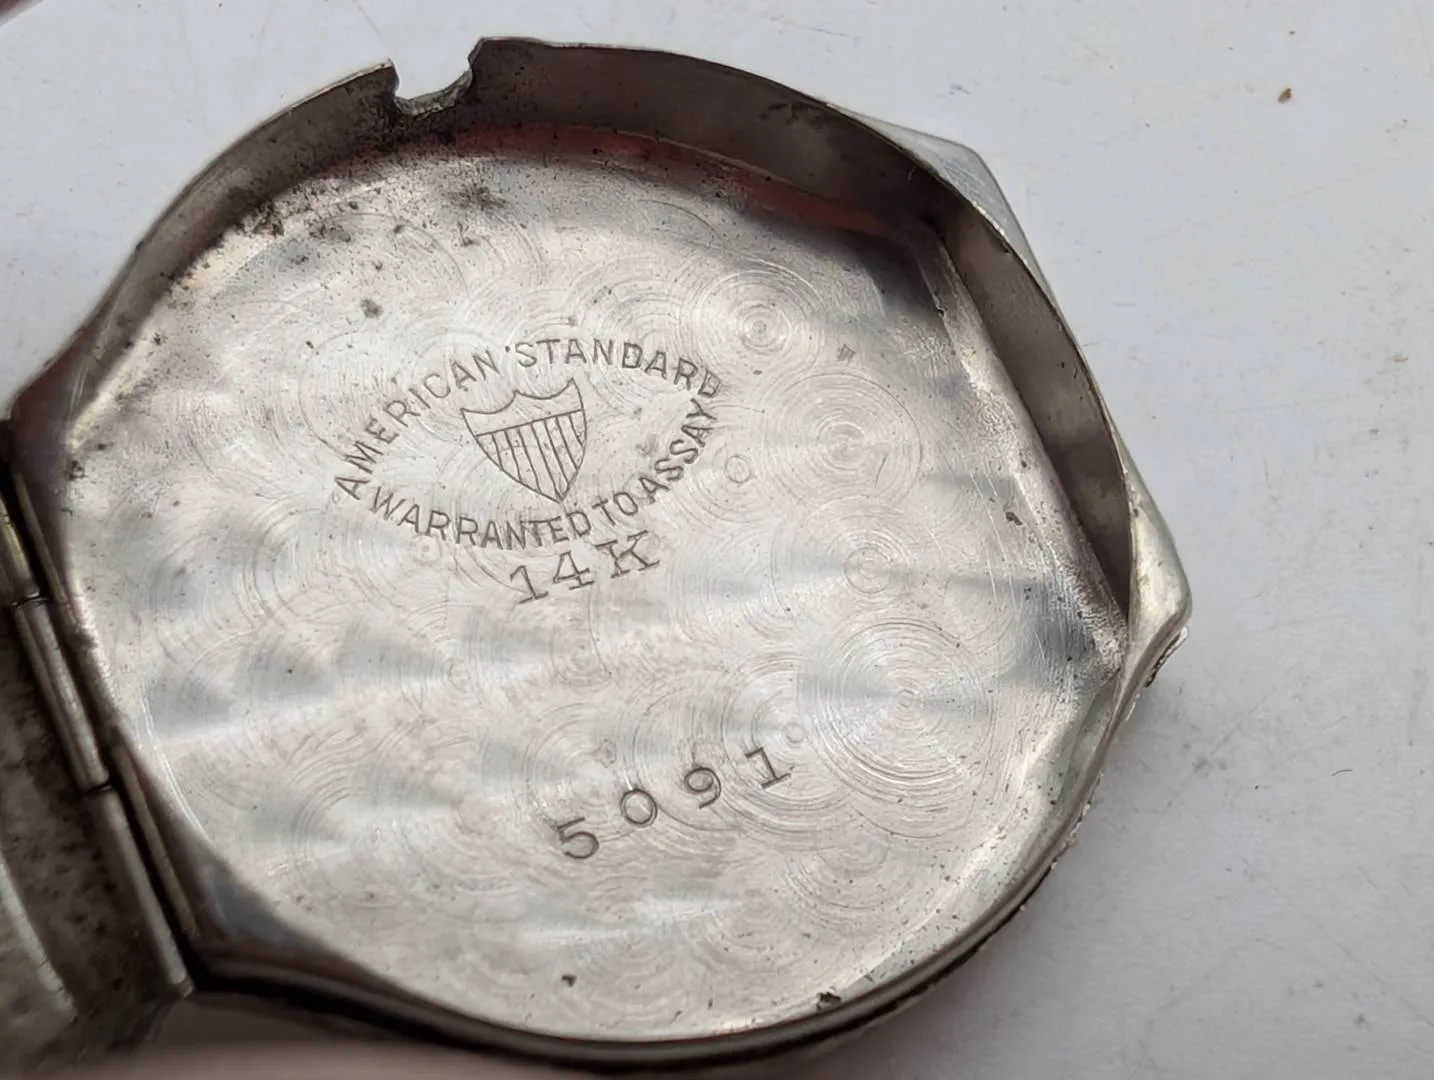 AMERICAN STANDARD
WARRANTED TO ASSAY
14K
5091